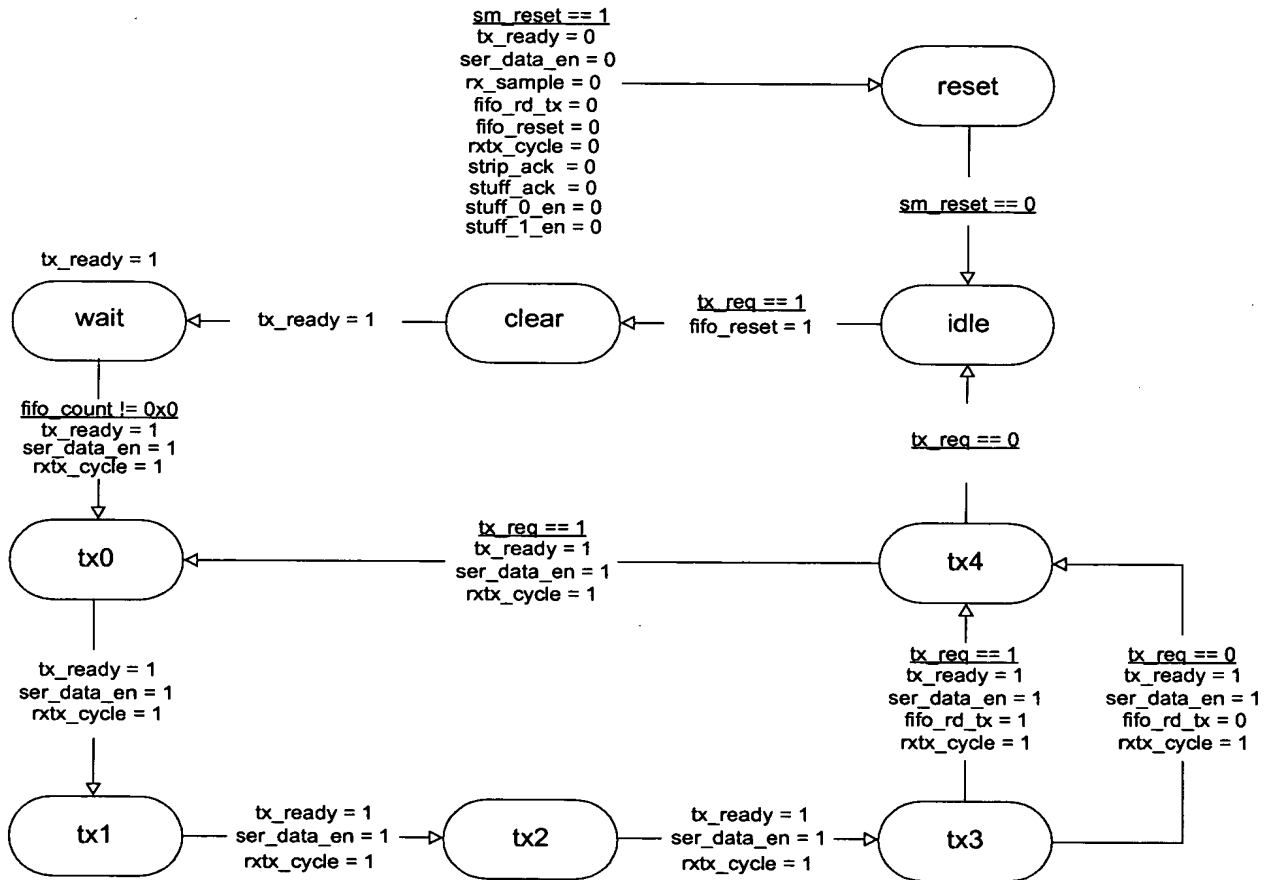 sm_reset == 1
tx_ready = 0
ser_data_en = 0
rx_sample = 0
fifo_rd_tx = 0
fifo_reset = 0
rxtx_cycle = 0
strip_ack = 0
stuff_ack = 0
stuff_0_en = 0
stuff_1_en = 0
reset
sm_reset == 0
tx_ready = 1
wait
tx_ready = 1
clear
tx_req == 1
fifo_reset = 1
idle
fifo_count != 0x0
tx_ready = 1
ser_data_en = 1
rxtx_cycle = 1
tx_req == 0
tx0
tx_req == 1
tx_ready = 1
ser_data_en = 1
rxtx_cycle = 1
tx4
tx_ready = 1
ser_data_en = 1
rxtx_cycle = 1
tx_req == 1
tx_ready = 1
ser_data_en = 1
fifo_rd_tx = 1
rxtx_cycle = 1
tx_req == 0
tx_ready = 1
ser_data_en = 1
fifo_rd_tx = 0
rxtx_cycle = 1
tx1
tx_ready = 1
ser_data_en = 1
rxtx_cycle = 1
tx2
tx_ready = 1
ser_data_en = 1
rxtx_cycle = 1
tx3